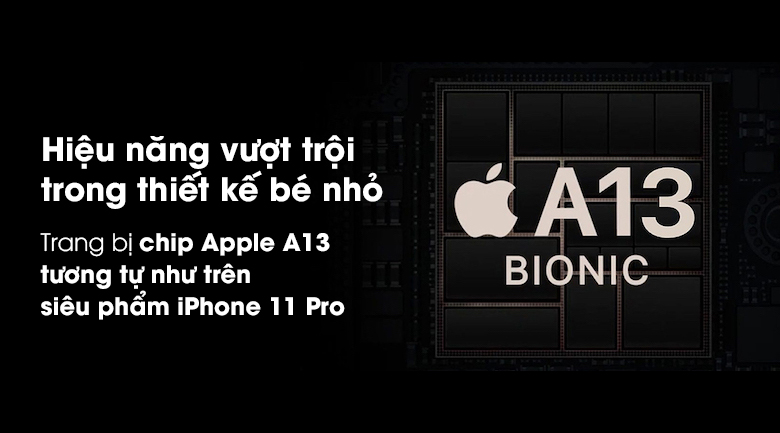 Hiệu năng vượt trội
trong thiết kế bé nhỏ
Trang bị chip Apple A13
tương tự như trên
siêu phẩm iPhone 11 Pro
A13
BIONIC